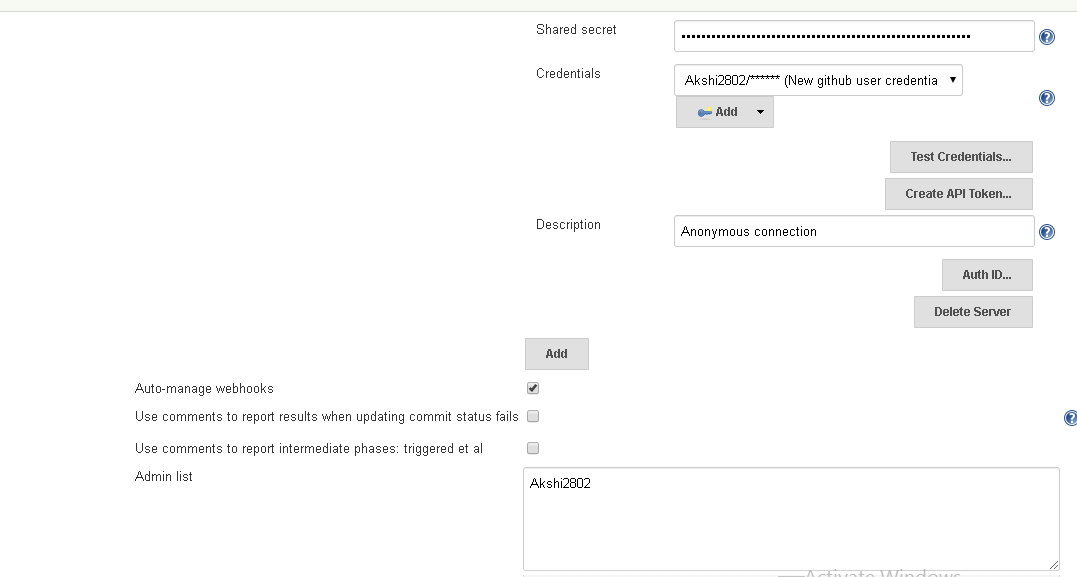 Shared secret
••••••••••••••••••••••••••••••••••••••••••••••••••••••••••
Credentials
Akshi2802/****** (New github user credentia
Add
Test Credentials...
Create API Token...
Description
Anonymous connection
Auth ID...
Delete Server
Add
Auto-manage webhooks
Use comments to report results when updating commit status fails
Use comments to report intermediate phases: triggered et al
Admin list
Akshi2802
Activate Windows